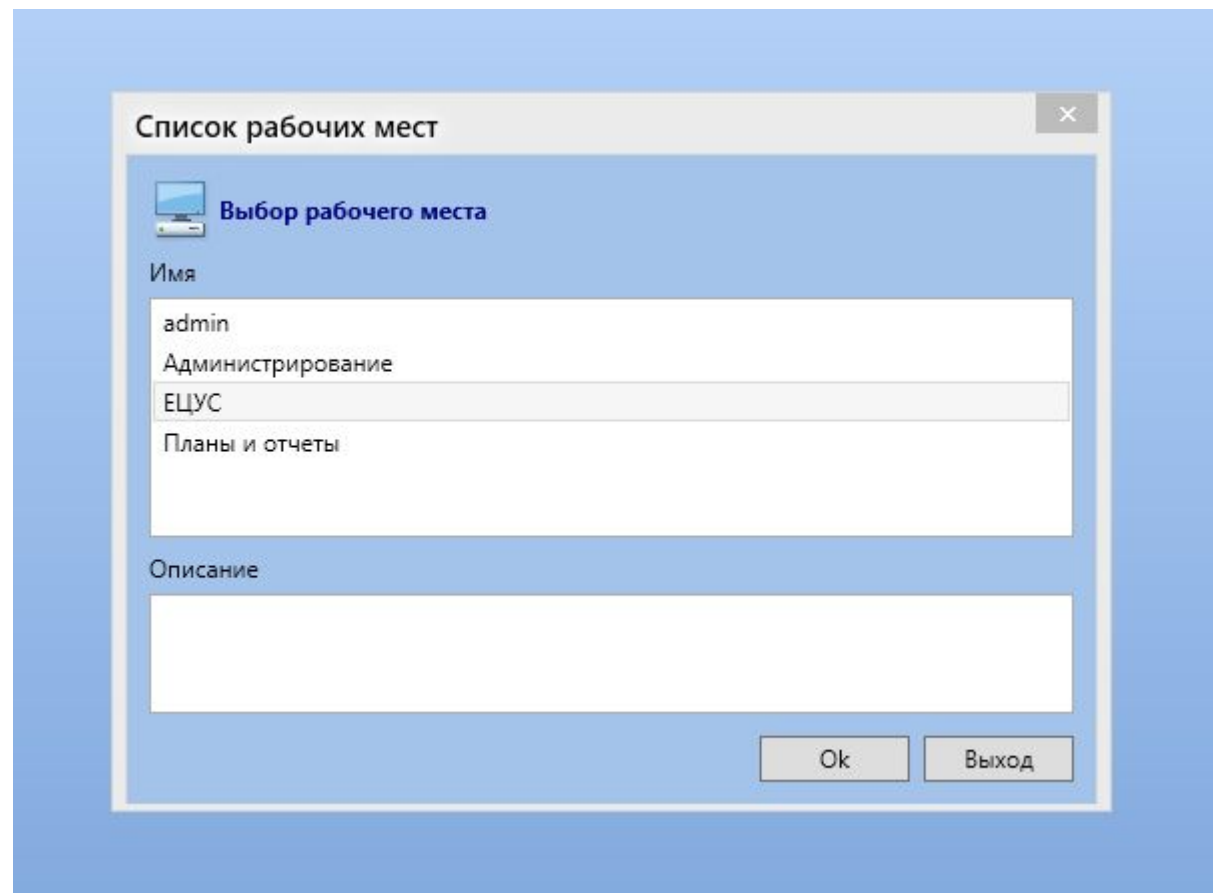 Список рабочих мест
Выбор рабочего места
Имя
admin
Администрирование
ЕЦУС
Планы и отчеты
Описание
Ok
Выход